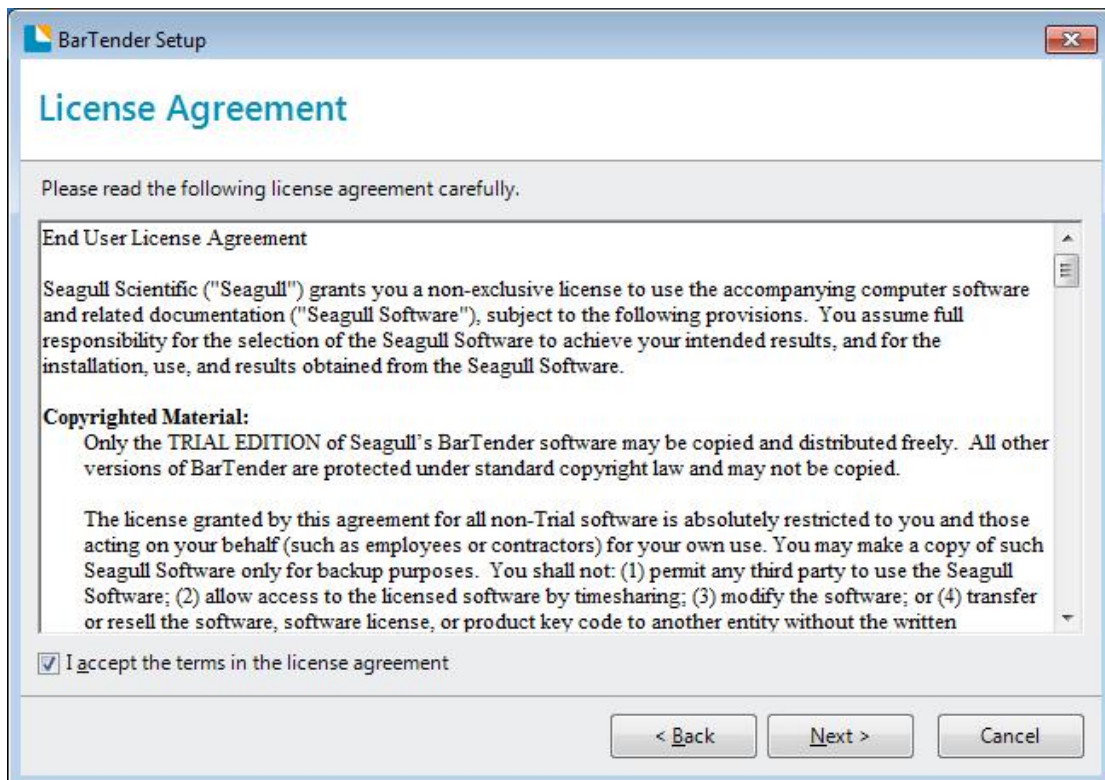 BarTender Setup
License Agreement
Please read the following license agreement carefully.
End User License Agreement
Seagull Scientific ("Seagull") grants you a non-exclusive license to use the accompanying computer software
and related documentation ("Seagull Software"), subject to the following provisions.  You assume full
responsibility for the selection of the Seagull Software to achieve your intended results, and for the
installation, use, and results obtained from the Seagull Software.
Copyrighted Material:
Only the TRIAL EDITION of Seagull’s BarTender software may be copied and distributed freely.  All other
versions of BarTender are protected under standard copyright law and may not be copied.
The license granted by this agreement for all non-Trial software is absolutely restricted to you and those
acting on your behalf (such as employees or contractors) for your own use. You may make a copy of such
Seagull Software only for backup purposes.  You shall not: (1) permit any third party to use the Seagull
Software; (2) allow access to the licensed software by timesharing; (3) modify the software; or (4) transfer
or resell the software, software license, or product key code to another entity without the written
I accept the terms in the license agreement
< Back
Next >
Cancel